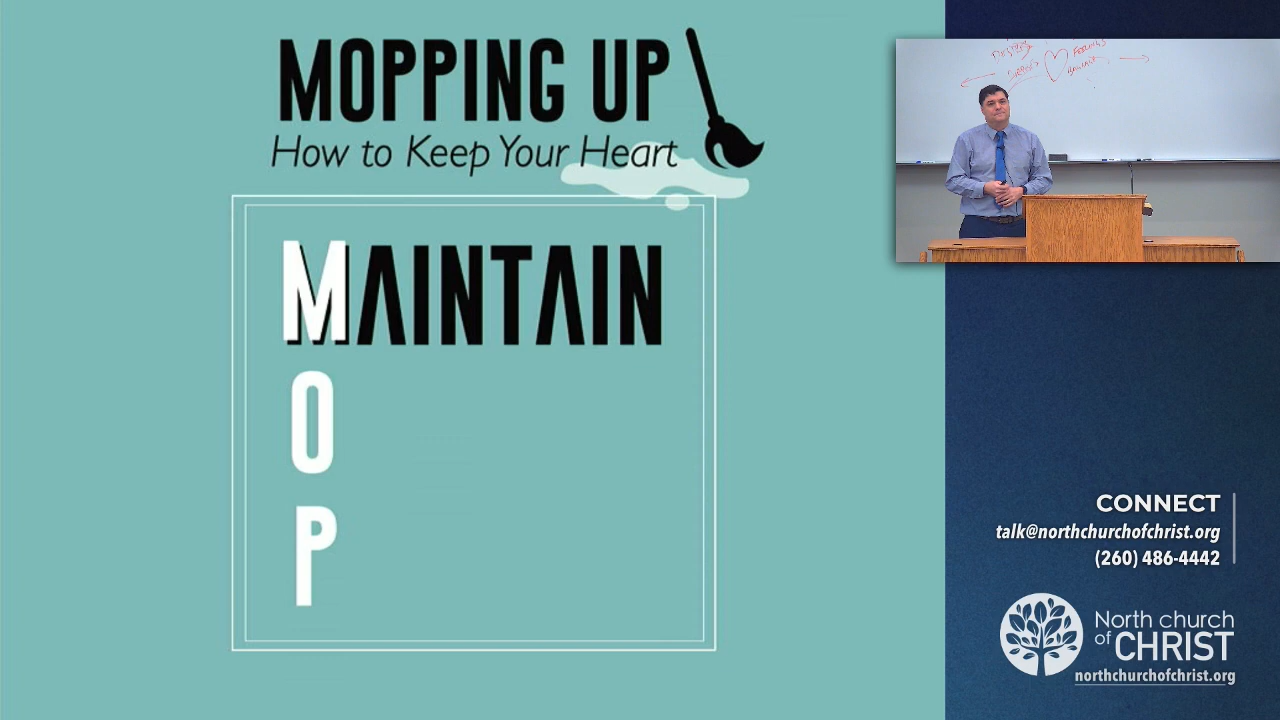 MOPPING UP
How to Keep Your Heart
MAINTAIN
O
P
CONNECT
talk@northchurchofchrist.org
(260) 486-4442
North church
of CHRIST
northchurchofchrist.org